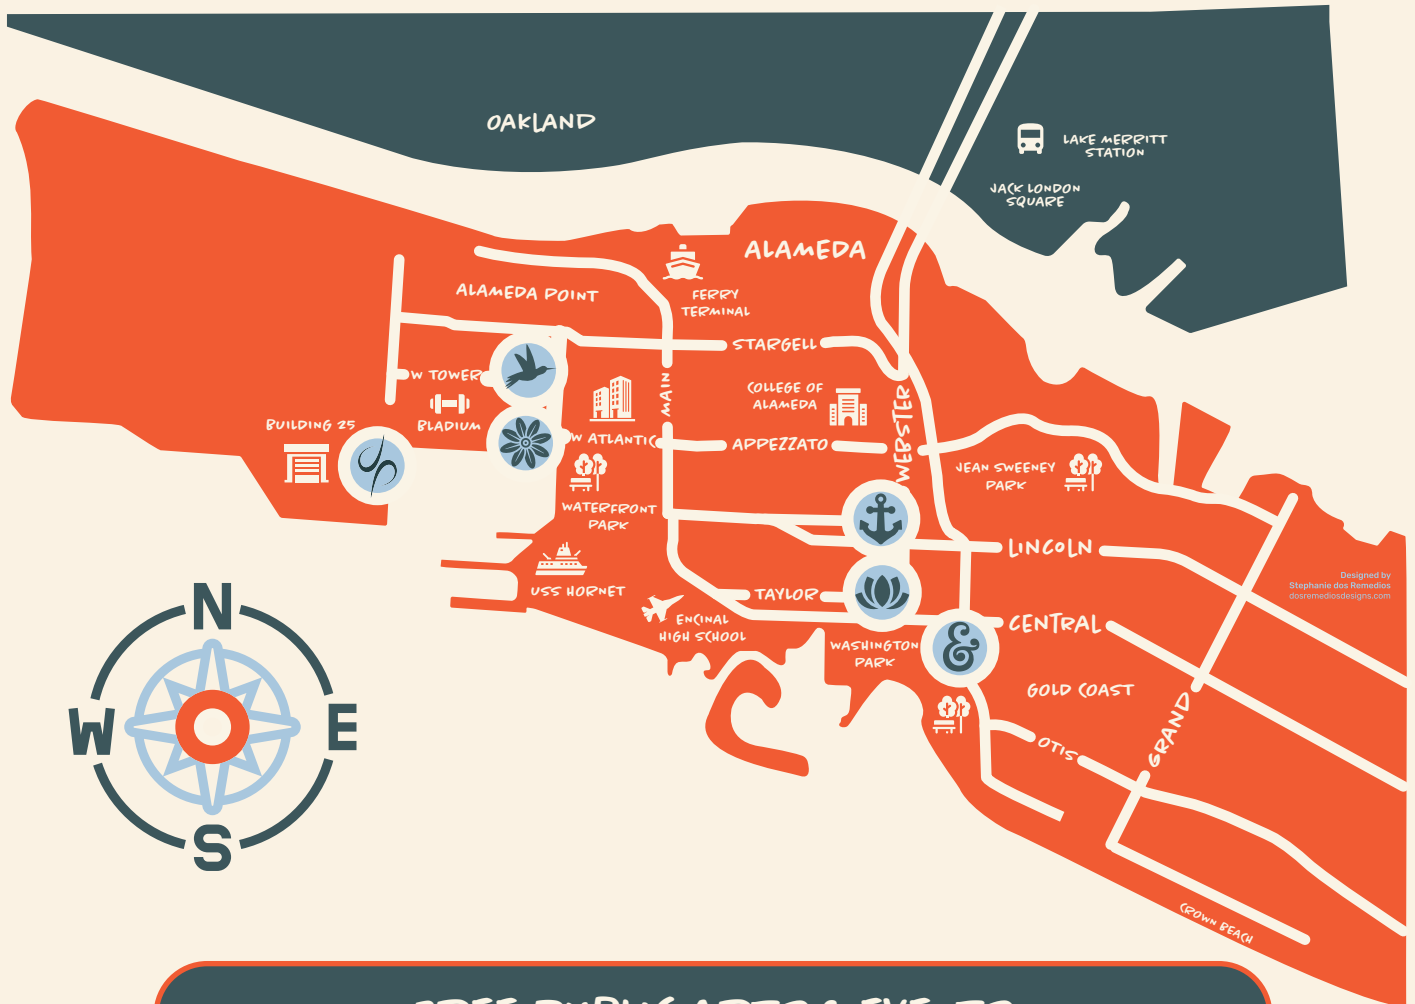 OAKLAND
LAKE MERRITT
STATION
JACK LONDON
SQUARE
ALAMEDA
ALAMEDA POINT
FERRY
TERMINAL
STARGELL
W TOWER
MAIN
COLLEGE OF
ALAMEDA
WEBSTER
BUILDING 25
BLADIUM
W ATLANTIC
APPEZZATO
JEAN SWEENEY
PARK
WATERFRONT
PARK
LINCOLN
USS HORNET
TAYLOR
Designed by
Stephanie dos Remedios
dosremediosdesigns.com
ENCINAL
HIGH SCHOOL
CENTRAL
WASHINGTON
PARK
&
GOLD COAST
GRAND
OTIS
N
W
E
S
CROWN BEACH